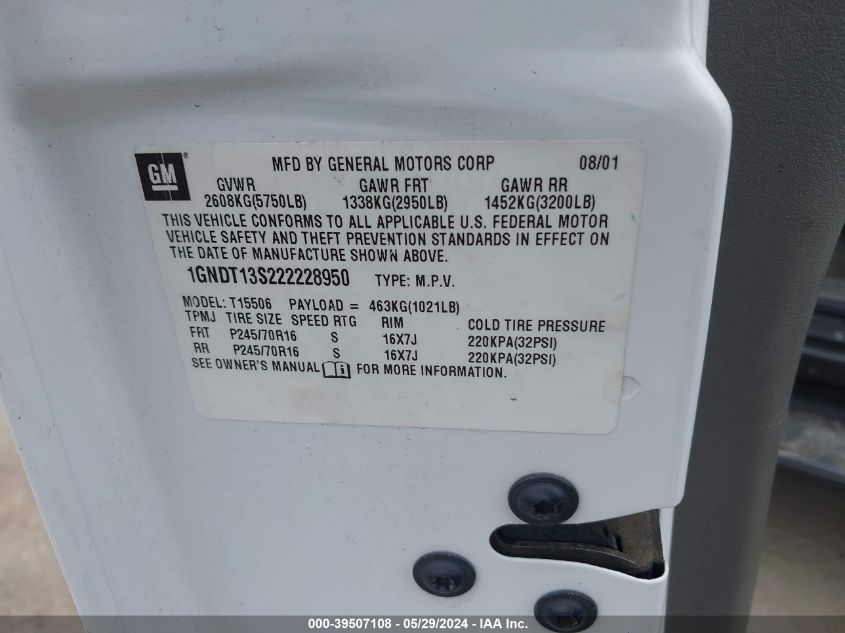 GM ® MFD BY GENERAL MOTORS CORP 08/01
GVWR GAWR FRT GAWR RR
2608KG(5750LB) 1338KG(2950LB) 1452KG(3200LB)
THIS VEHICLE CONFORMS TO ALL APPLICABLE U.S. FEDERAL MOTOR
VEHICLE SAFETY AND THEFT PREVENTION STANDARDS IN EFFECT ON
THE DATE OF MANUFACTURE SHOWN ABOVE.
1GNDT13S222228950 TYPE: M.P.V.
MODEL: T15506 PAYLOAD = 463KG(1021LB)
TPMJ TIRE SIZE SPEED RTG RIM COLD TIRE PRESSURE
FRT P245/70R16 S 16X7J 220KPA(32PSI)
RR P245/70R16 S 16X7J 220KPA(32PSI)
SEE OWNER'S MANUAL i FOR MORE INFORMATION.
000-39507108 - 05/29/2024 - IAA Inc.